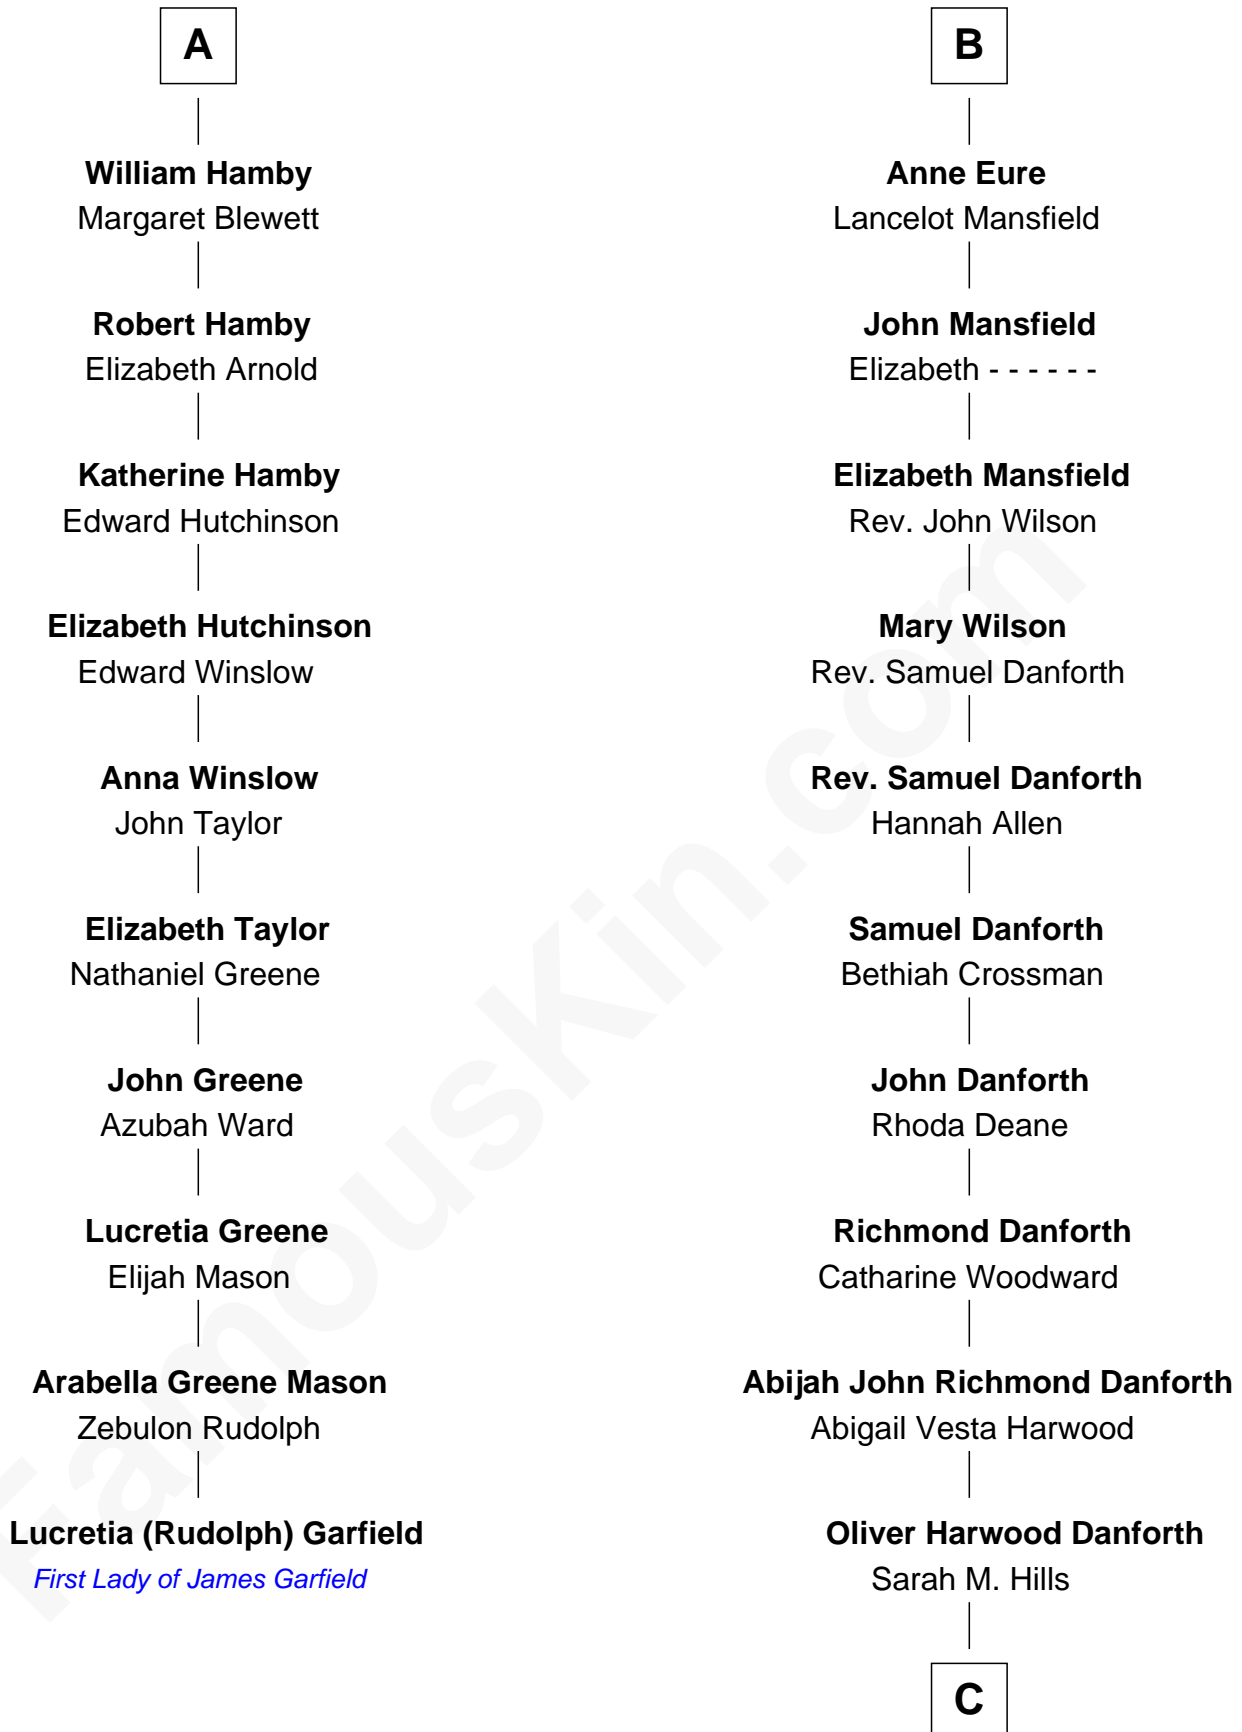 A
William Hamby
Margaret Blewett
Robert Hamby
Elizabeth Arnold
Katherine Hamby
Edward Hutchinson
Elizabeth Hutchinson
Edward Winslow
Anna Winslow
John Taylor
Elizabeth Taylor
Nathaniel Greene
John Greene
Azubah Ward
Lucretia Greene
Elijah Mason
Arabella Greene Mason
Zebulon Rudolph
Lucretia (Rudolph) Garfield
First Lady of James Garfield
B
Anne Eure
Lancelot Mansfield
John Mansfield
Elizabeth - - - - - -
Elizabeth Mansfield
Rev. John Wilson
Mary Wilson
Rev. Samuel Danforth
Rev. Samuel Danforth
Hannah Allen
Samuel Danforth
Bethiah Crossman
John Danforth
Rhoda Deane
Richmond Danforth
Catharine Woodward
Abijah John Richmond Danforth
Abigail Vesta Harwood
Oliver Harwood Danforth
Sarah M. Hills
C
FamousKin.com